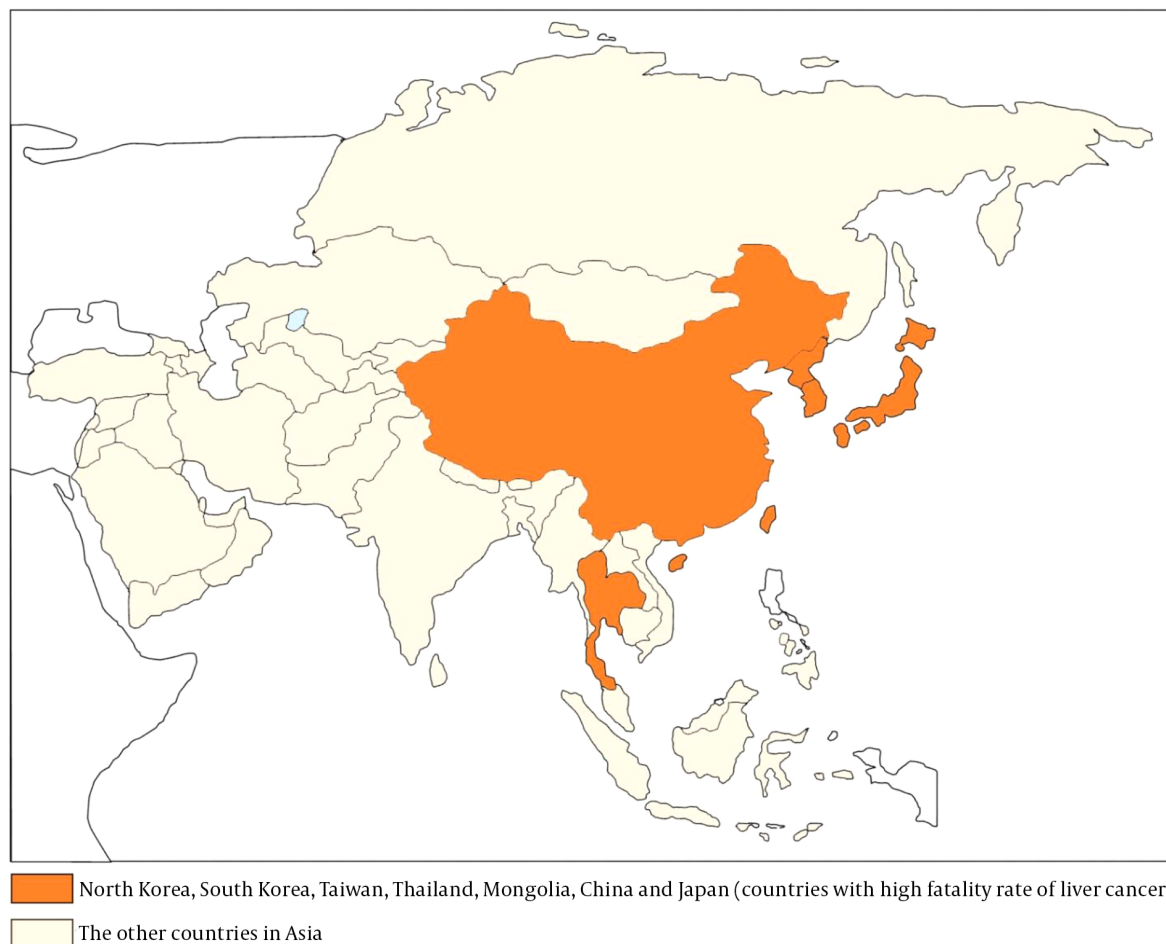 North Korea, South Korea, Taiwan, Thailand, Mongolia, China and Japan (countries with high fatality rate of liver cancer
The other countries in Asia